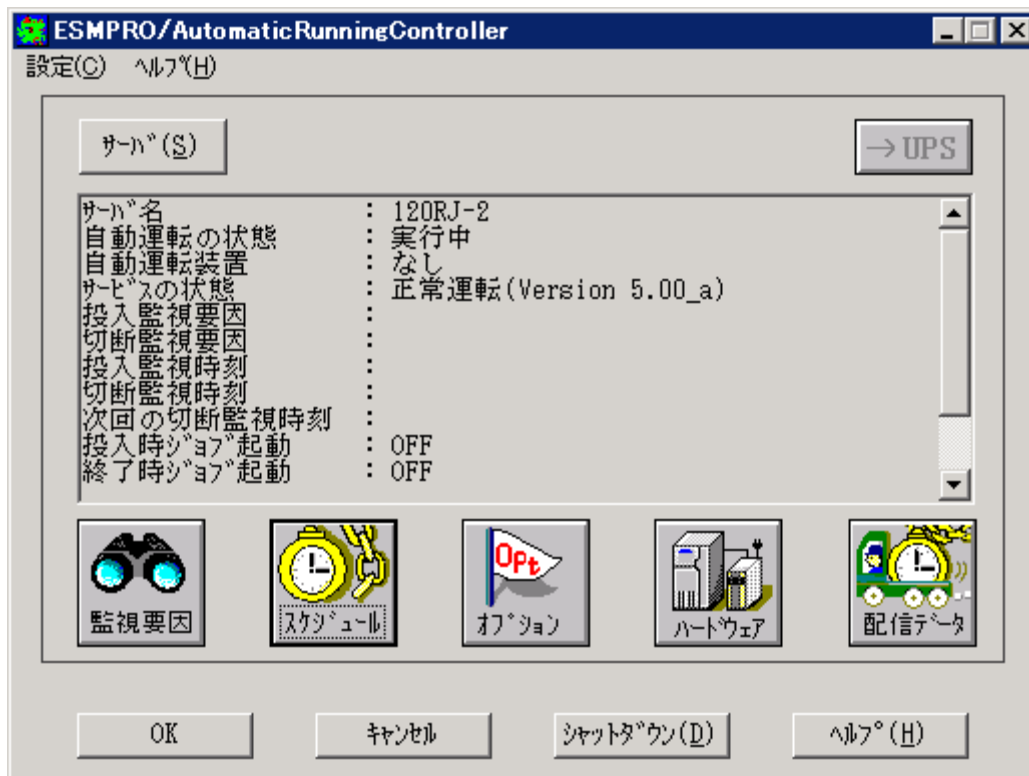 ESMPRO/AutomaticRunningController
設定(C) ﾍﾙﾌﾟ(H)
ｻｰﾊﾞ(S)
→UPS
ｻｰﾊﾞ名 : 120RJ-2
自動運転の状態 : 実行中
自動運転装置 : なし
ｻｰﾋﾞｽの状態 : 正常運転(Version 5.00_a)
投入監視要因 :
切断監視要因 :
投入監視時刻 :
切断監視時刻 :
次回の切断監視時刻 :
投入時ｼﾞｮﾌﾞ起動 : OFF
終了時ｼﾞｮﾌﾞ起動 : OFF
監視要因
ｽｹｼﾞｭｰﾙ
OPt
ｵﾌﾟｼｮﾝ
ﾊｰﾄﾞｳｪｱ
配信ﾃﾞｰﾀ
OK
ｷｬﾝｾﾙ
ｼｬｯﾄﾀﾞｳﾝ(D)
ﾍﾙﾌﾟ(H)